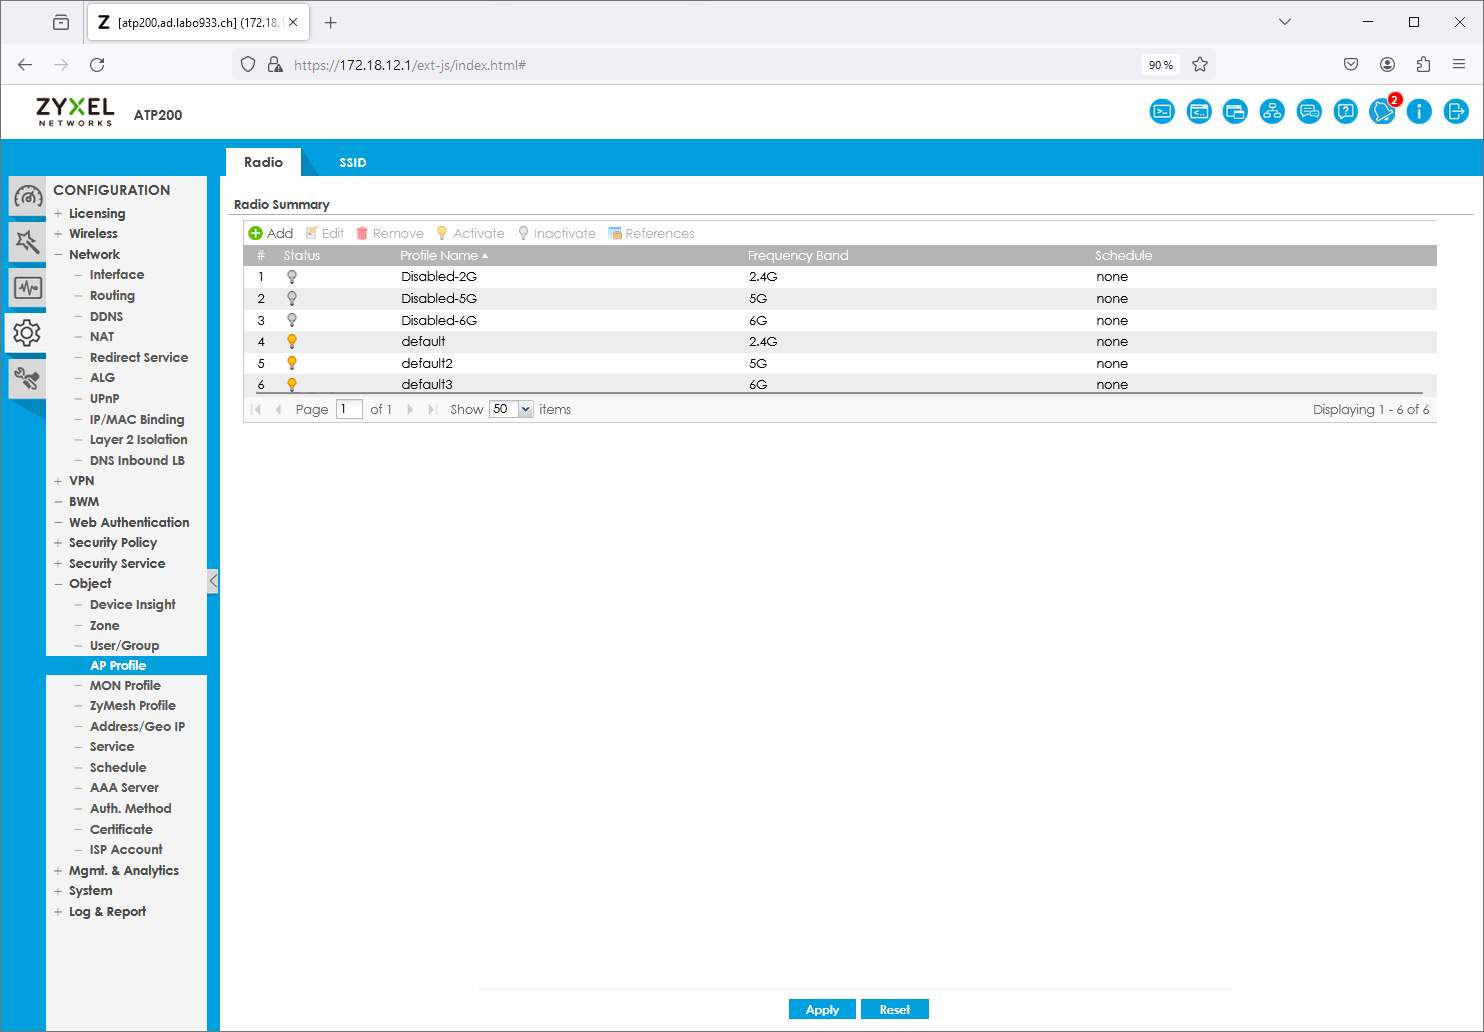 [atp200.ad.labo933.ch] (172.18.1
https://172.18.12.1/ext-js/index.html#
90%
ZYXEL
NETWORKS
ATP200
2
Radio
SSID
CONFIGURATION
Licensing
Wireless
Network
Interface
Routing
DDNS
NAT
Redirect Service
ALG
UPnP
IP/MAC Binding
Layer 2 Isolation
DNS Inbound LB
VPN
BWM
Web Authentication
Security Policy
Security Service
Object
Device Insight
Zone
User/Group
AP Profile
MON Profile
ZyMesh Profile
Address/Geo IP
Service
Schedule
AAA Server
Auth. Method
Certificate
ISP Account
Mgmt. & Analytics
System
Log & Report
Radio Summary
Add Edit Remove Activate Inactivate References
# Status Profile Name Frequency Band Schedule
1 Disabled-2G 2.4G none
2 Disabled-5G 5G none
3 Disabled-6G 6G none
4 default 2.4G none
5 default2 5G none
6 default3 6G none
Page 1 of 1 Show 50 items Displaying 1 - 6 of 6
Apply Reset